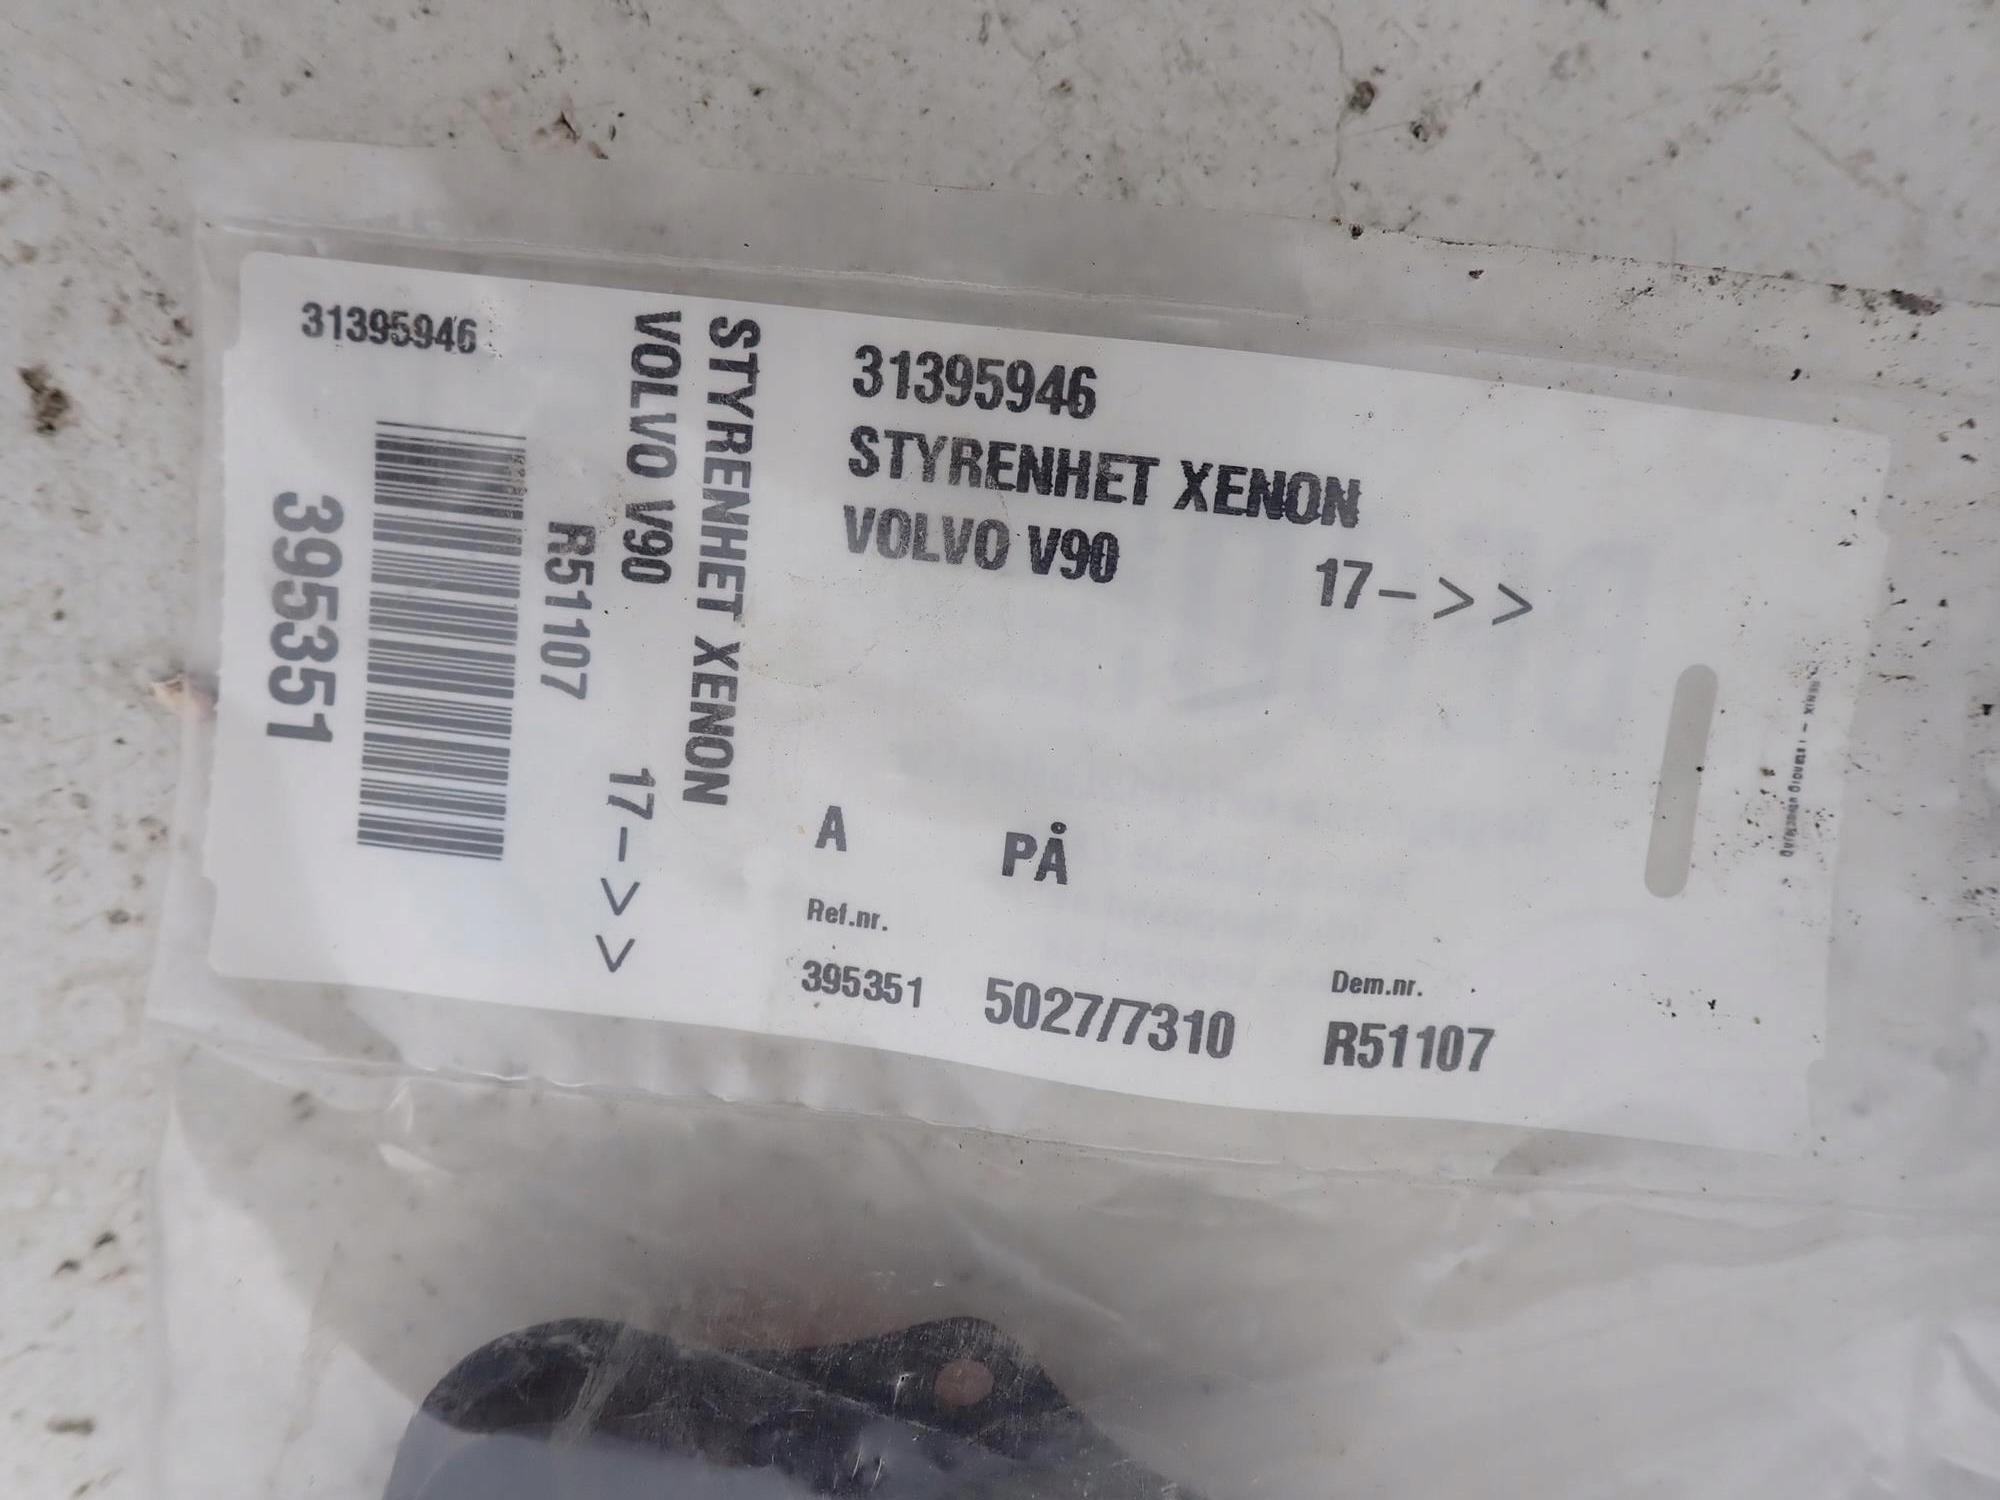 31395946
395351
R51107
VOLVO V90 17->>
STYRENHET XENON
31395946
STYRENHET XENON
VOLVO V90 17->>
A PÅ
Ref.nr.
395351 5027/7310
Dem.nr.
R51107